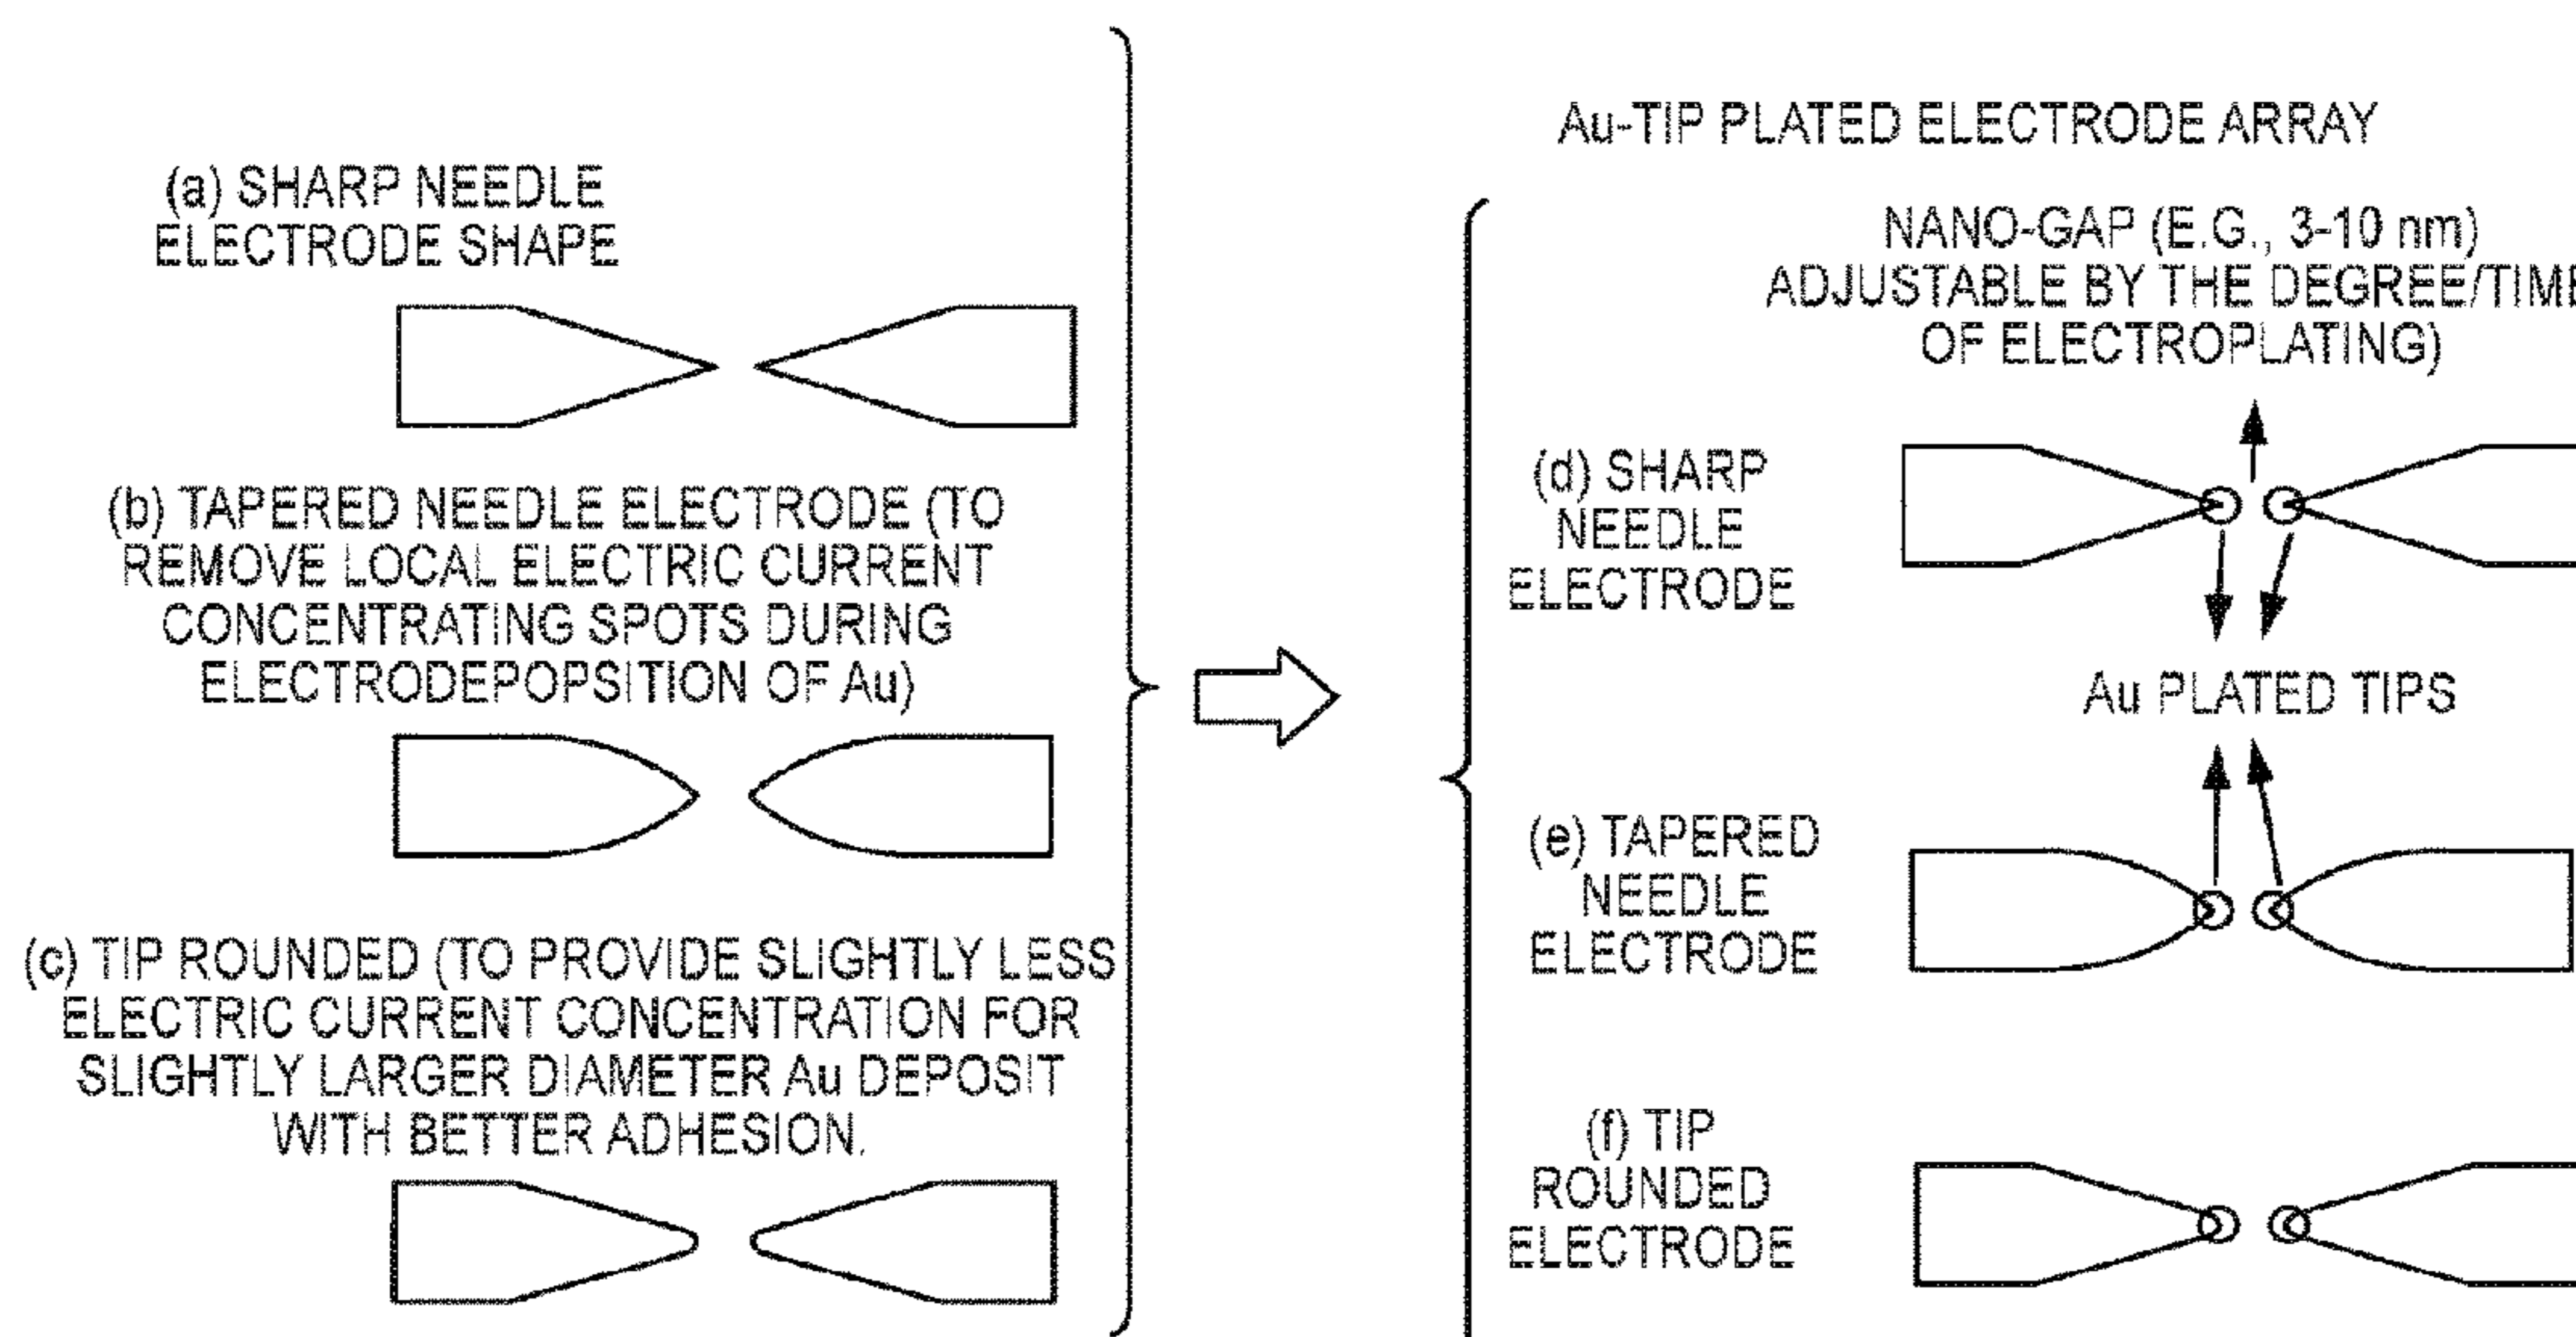 (a) SHARP NEEDLE
ELECTRODE SHAPE
(b) TAPERED NEEDLE ELECTRODE (TO
REMOVE LOCAL ELECTRIC CURRENT
CONCENTRATING SPOTS DURING
ELECTRODEPOPSITION OF Au)
(c) TIP ROUNDED (TO PROVIDE SLIGHTLY LESS
ELECTRIC CURRENT CONCENTRATION FOR
SLIGHTLY LARGER DIAMETER Au DEPOSIT
WITH BETTER ADHESION.
Au-TIP PLATED ELECTRODE ARRAY
NANO-GAP (E.G., 3-10 nm)
ADJUSTABLE BY THE DEGREE/TIME
OF ELECTROPLATING)
(d) SHARP
NEEDLE
ELECTRODE
Au PLATED TIPS
(e) TAPERED
NEEDLE
ELECTRODE
(f) TIP
ROUNDED
ELECTRODE